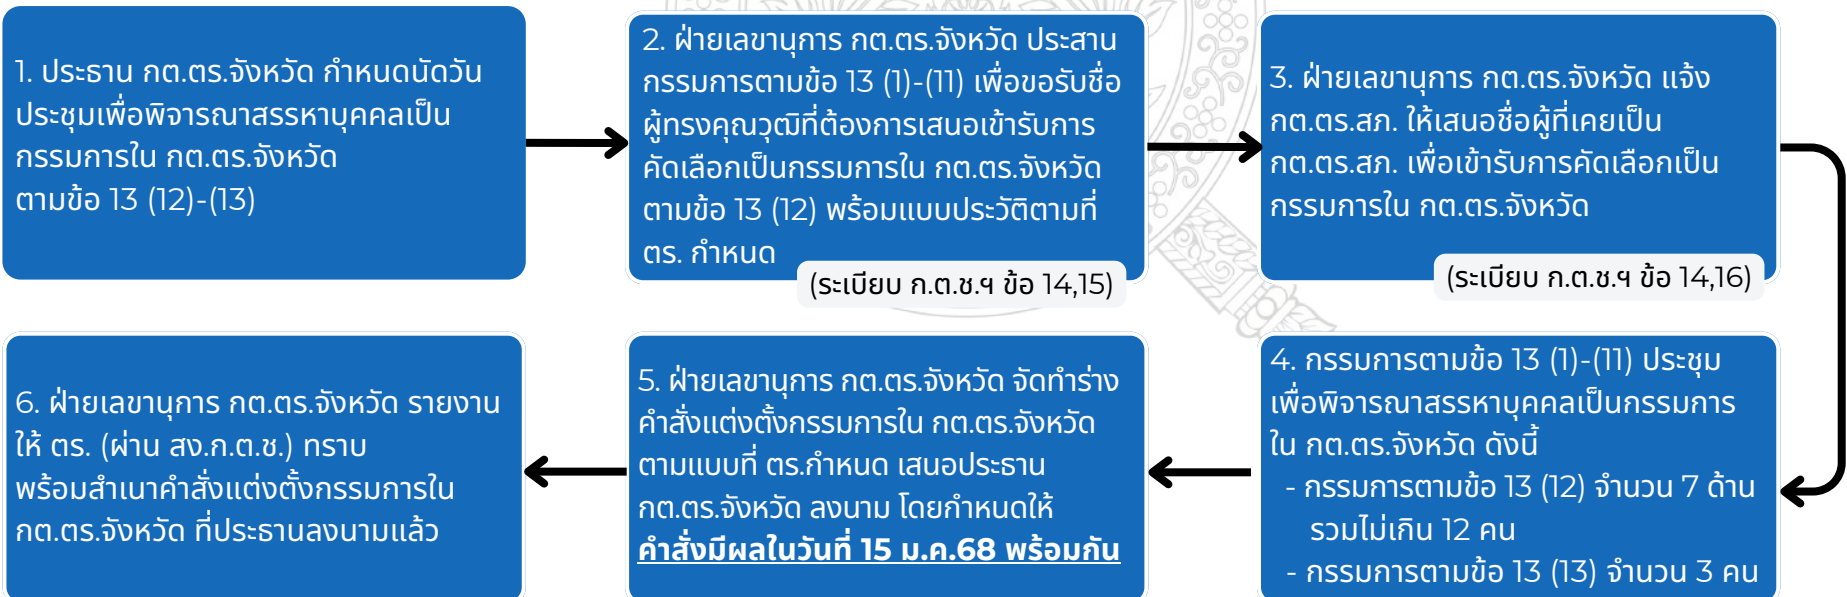 1. ประธาน กต.ตร.จังหวัด กำหนดนัดวัน
ประชุมเพื่อพิจารณาสรรหาบุคคลเป็น
กรรมการใน กต.ตร.จังหวัด
ตามข้อ 13 (12)-(13)
2. ฝ่ายเลขานุการ กต.ตร.จังหวัด ประสาน
กรรมการตามข้อ 13 (1)-(11) เพื่อขอรับชื่อ
ผู้ทรงคุณวุฒิที่ต้องการเสนอเข้ารับการ
คัดเลือกเป็นกรรมการใน กต.ตร.จังหวัด
ตามข้อ 13 (12) พร้อมแบบประวัติตามที่
ตร. กำหนด
(ระเบียบ ก.ต.ช.ฯ ข้อ 14,15)
3. ฝ่ายเลขานุการ กต.ตร.จังหวัด แจ้ง
กต.ตร.สภ. ให้เสนอชื่อผู้ที่เคยเป็น
กต.ตร.สภ. เพื่อเข้ารับการคัดเลือกเป็น
กรรมการใน กต.ตร.จังหวัด
(ระเบียบ ก.ต.ช.ฯ ข้อ 14,16)
4. กรรมการตามข้อ 13 (1)-(11) ประชุม
เพื่อพิจารณาสรรหาบุคคลเป็นกรรมการ
ใน กต.ตร.จังหวัด ดังนี้
- กรรมการตามข้อ 13 (12) จำนวน 7 ด้าน
รวมไม่เกิน 12 คน
- กรรมการตามข้อ 13 (13) จำนวน 3 คน
5. ฝ่ายเลขานุการ กต.ตร.จังหวัด จัดทำร่าง
คำสั่งแต่งตั้งกรรมการใน กต.ตร.จังหวัด
ตามแบบที่ ตร.กำหนด เสนอประธาน
กต.ตร.จังหวัด ลงนาม โดยกำหนดให้
คำสั่งมีผลในวันที่ 15 ม.ค.68 พร้อมกัน
6. ฝ่ายเลขานุการ กต.ตร.จังหวัด รายงาน
ให้ ตร. (ผ่าน สง.ก.ต.ช.) ทราบ
พร้อมสำเนาคำสั่งแต่งตั้งกรรมการใน
กต.ตร.จังหวัด ที่ประธานลงนามแล้ว